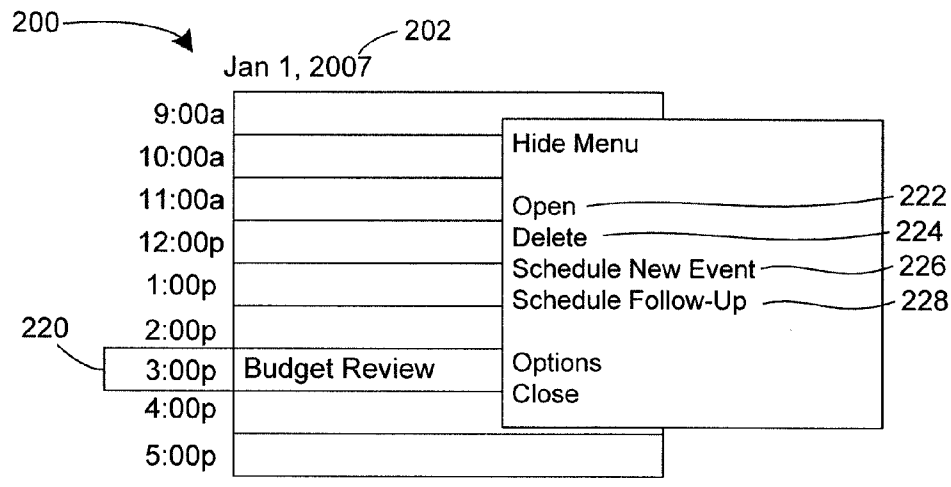 200
202
Jan 1, 2007
9:00a
10:00a
11:00a
12:00p
1:00p
2:00p
220
3:00p Budget Review
4:00p
5:00p
Hide Menu
Open 222
Delete 224
Schedule New Event 226
Schedule Follow-Up 228
Options
Close